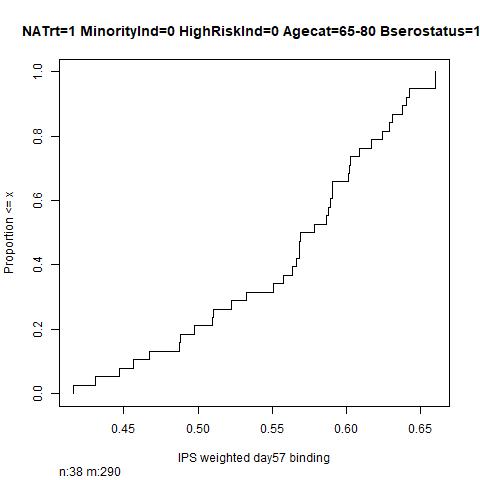 NATrt=1 MinorityInd=0 HighRiskInd=0 Agecat=65-80 Bserostatus=1
1.0
0.8
0.6
0.4
0.2
0.0
Proportion <= x
0.45 0.50 0.55 0.60 0.65
IPS weighted day57 binding
n:38 m:290